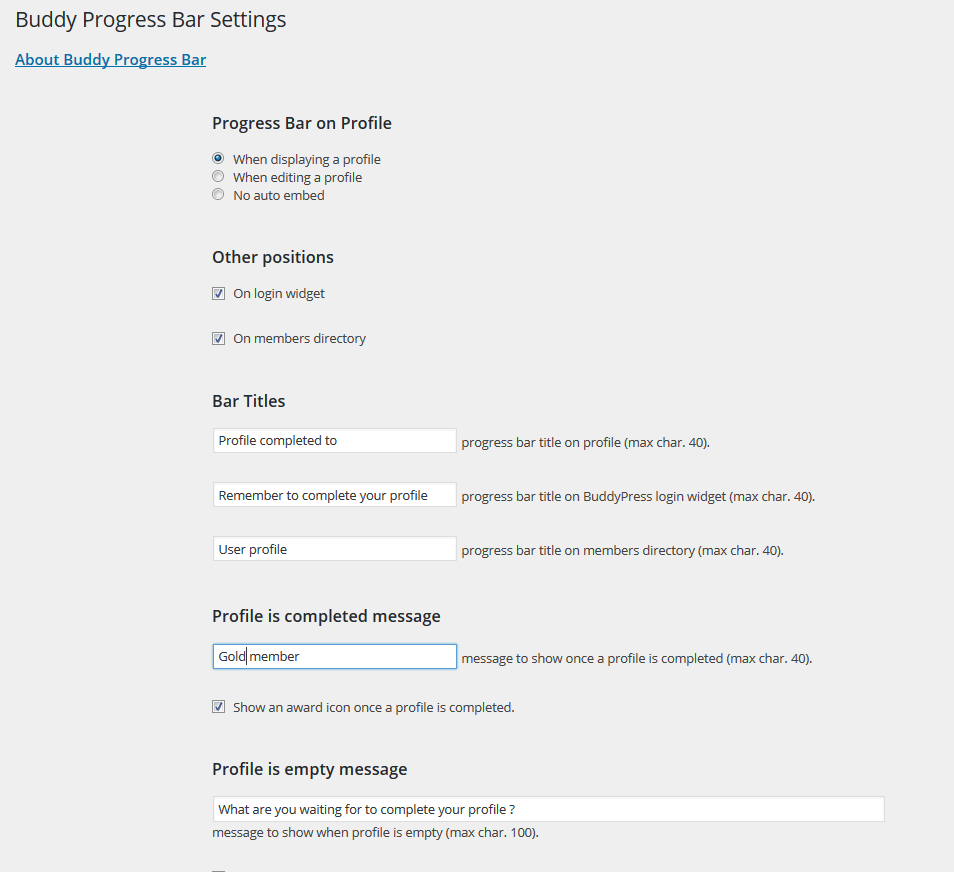 Buddy Progress Bar Settings
About Buddy Progress Bar
Progress Bar on Profile
When displaying a profile
When editing a profile
No auto embed
Other positions
On login widget
On members directory
Bar Titles
Profile completed to progress bar title on profile (max char. 40).
Remember to complete your profile progress bar title on BuddyPress login widget (max char. 40).
User profile progress bar title on members directory (max char. 40).
Profile is completed message
Gold member message to show once a profile is completed (max char. 40).
Show an award icon once a profile is completed.
Profile is empty message
What are you waiting for to complete your profile ?
message to show when profile is empty (max char. 100).